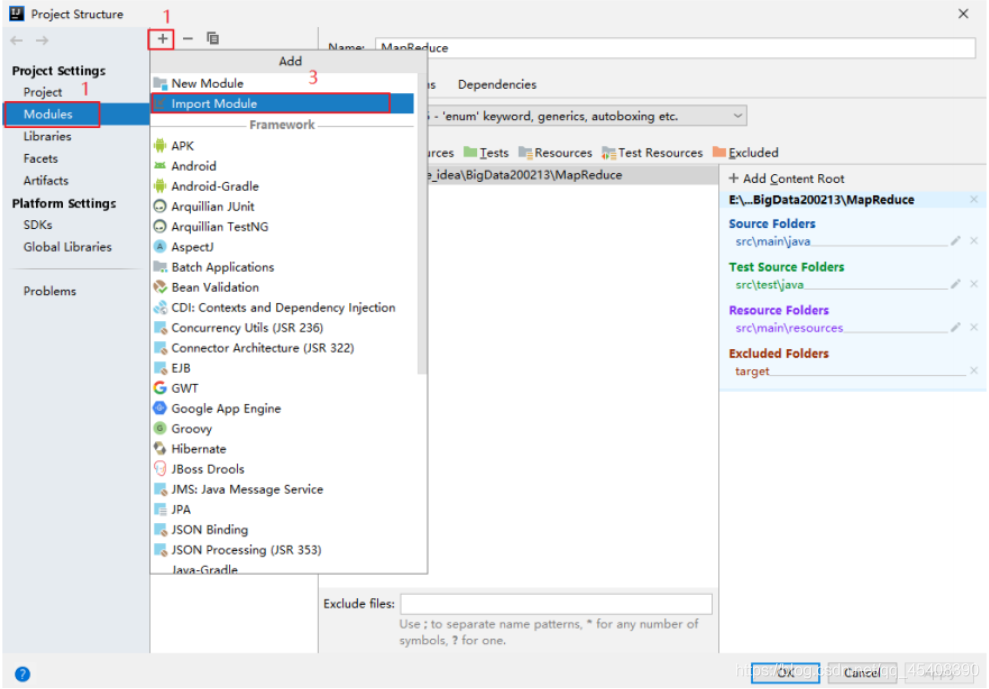 Project Structure
1
Name: MapReduce
Project Settings
Project
1
Modules
Libraries
Facets
Artifacts
Platform Settings
SDKs
Global Libraries
Problems
Add
3
New Module
Import Module
Framework
APK
Android
Android-Gradle
Arquillian JUnit
Arquillian TestNG
AspectJ
Batch Applications
Bean Validation
CDI: Contexts and Dependency Injection
Concurrency Utils (JSR 236)
Connector Architecture (JSR 322)
EJB
GWT
Google App Engine
Groovy
Hibernate
JBoss Drools
JMS: Java Message Service
JPA
JSON Binding
JSON Processing (JSR 353)
Java-Gradle
Dependencies
- 'enum' keyword, generics, autoboxing etc.
Tests Resources Test Resources Excluded
e_idea\BigData200213\MapReduce
+ Add Content Root
E:\...BigData200213\MapReduce
Source Folders
src\main\java
Test Source Folders
src\test\java
Resource Folders
src\main\resources
Excluded Folders
target
Exclude files:
Use ; to separate name patterns, * for any number of
symbols, ? for one.
OK Cancel Apply